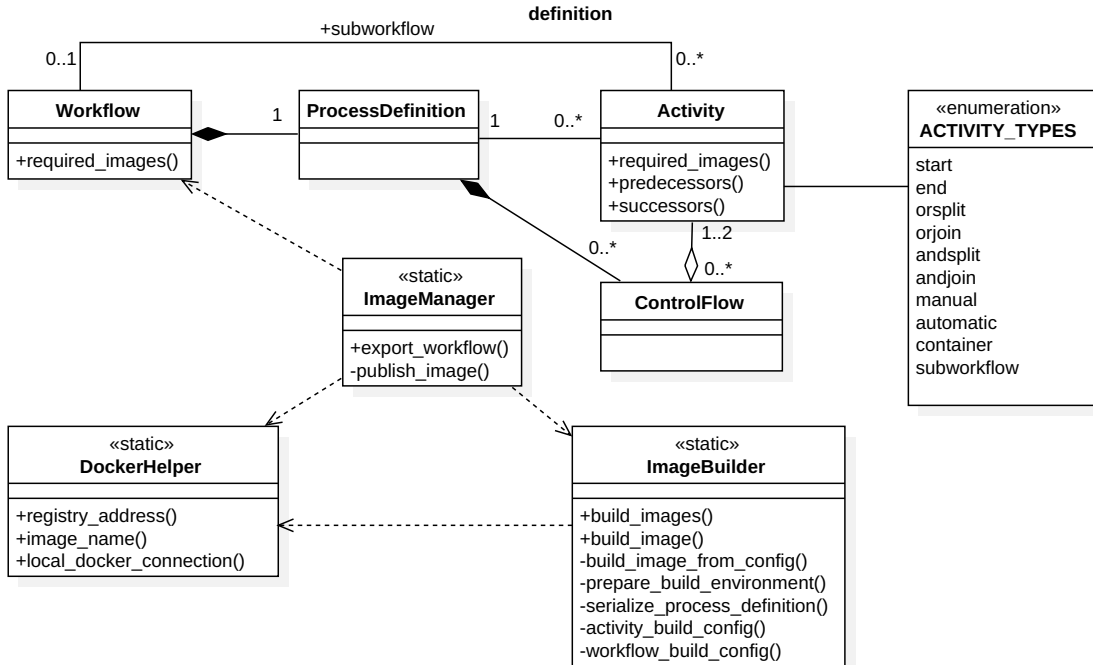 definition
+subworkflow
0..1
0..*
Workflow
+required_images()
1
ProcessDefinition
1
0..*
Activity
+required_images()
+predecessors()
+successors()
«enumeration»
ACTIVITY_TYPES
start
end
orsplit
orjoin
andsplit
andjoin
manual
automatic
container
subworkflow
0..*
1..2
0..*
ControlFlow
«static»
ImageManager
+export_workflow()
-publish_image()
«static»
DockerHelper
+registry_address()
+image_name()
+local_docker_connection()
«static»
ImageBuilder
+build_images()
+build_image()
-build_image_from_config()
-prepare_build_environment()
-serialize_process_definition()
-activity_build_config()
-workflow_build_config()